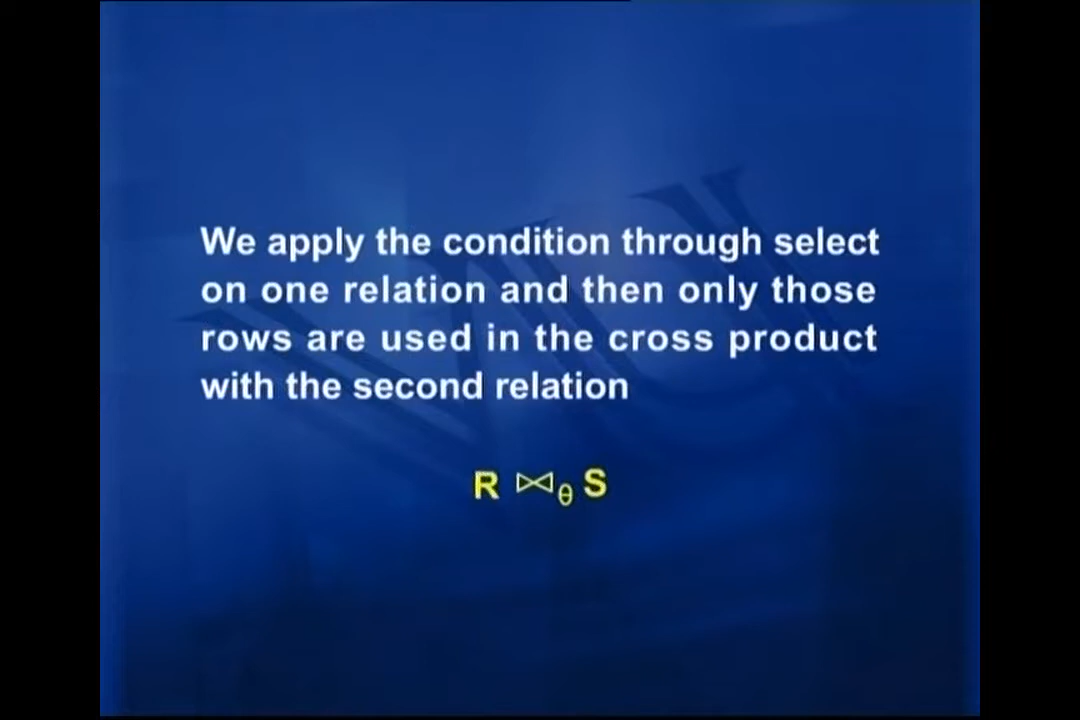 We apply the condition through select
on one relation and then only those
rows are used in the cross product
with the second relation
R ⋈θ S
VU